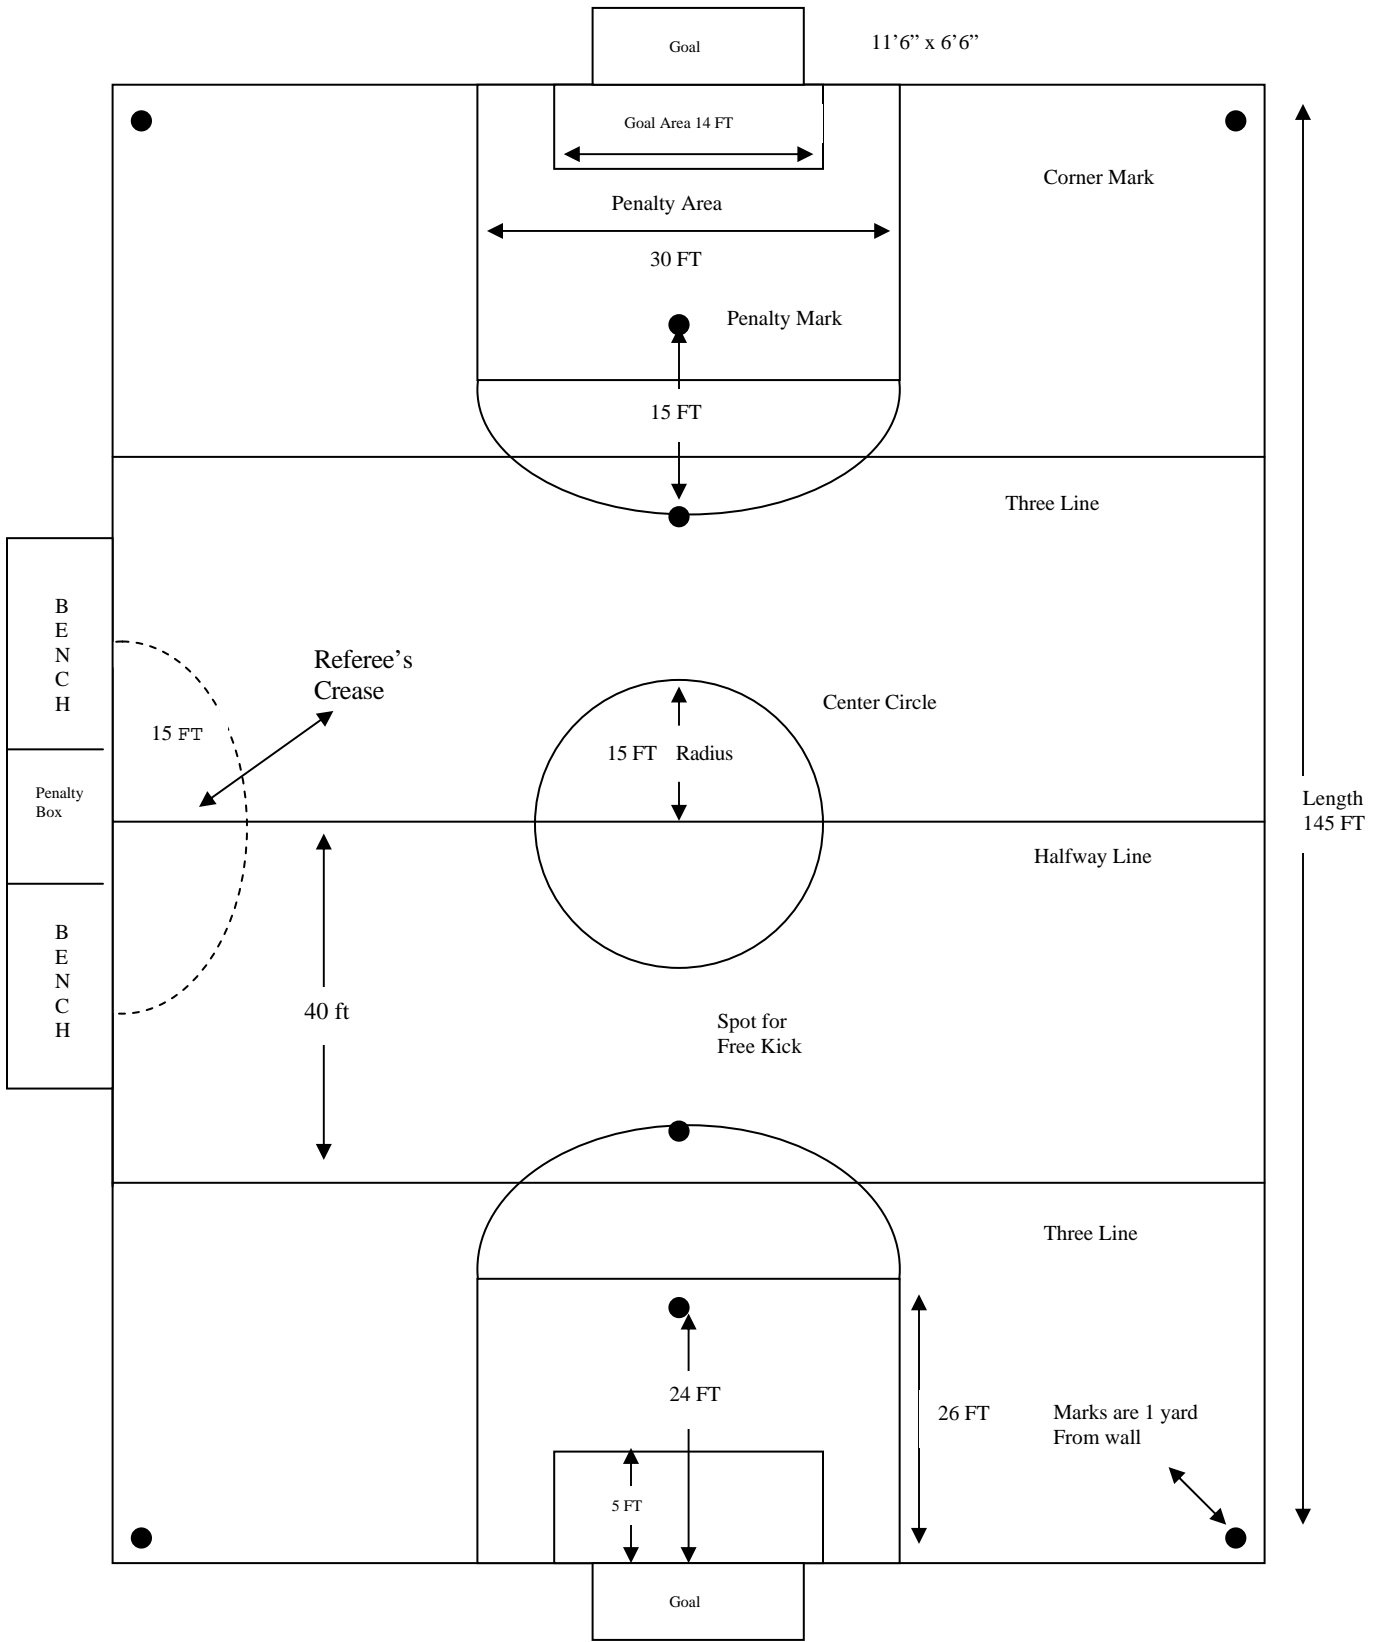 Goal
11’6” x 6’6”
Goal Area 14 FT
Corner Mark
Penalty Area
30 FT
Penalty Mark
15 FT
Three Line
B
E
N
C
H
Referee’s
Crease
Center Circle
15 FT
15 FT Radius
Penalty
Box
Length
145 FT
Halfway Line
B
E
N
C
H
40 ft
Spot for
Free Kick
Three Line
24 FT
26 FT
Marks are 1 yard
From wall
5 FT
Goal